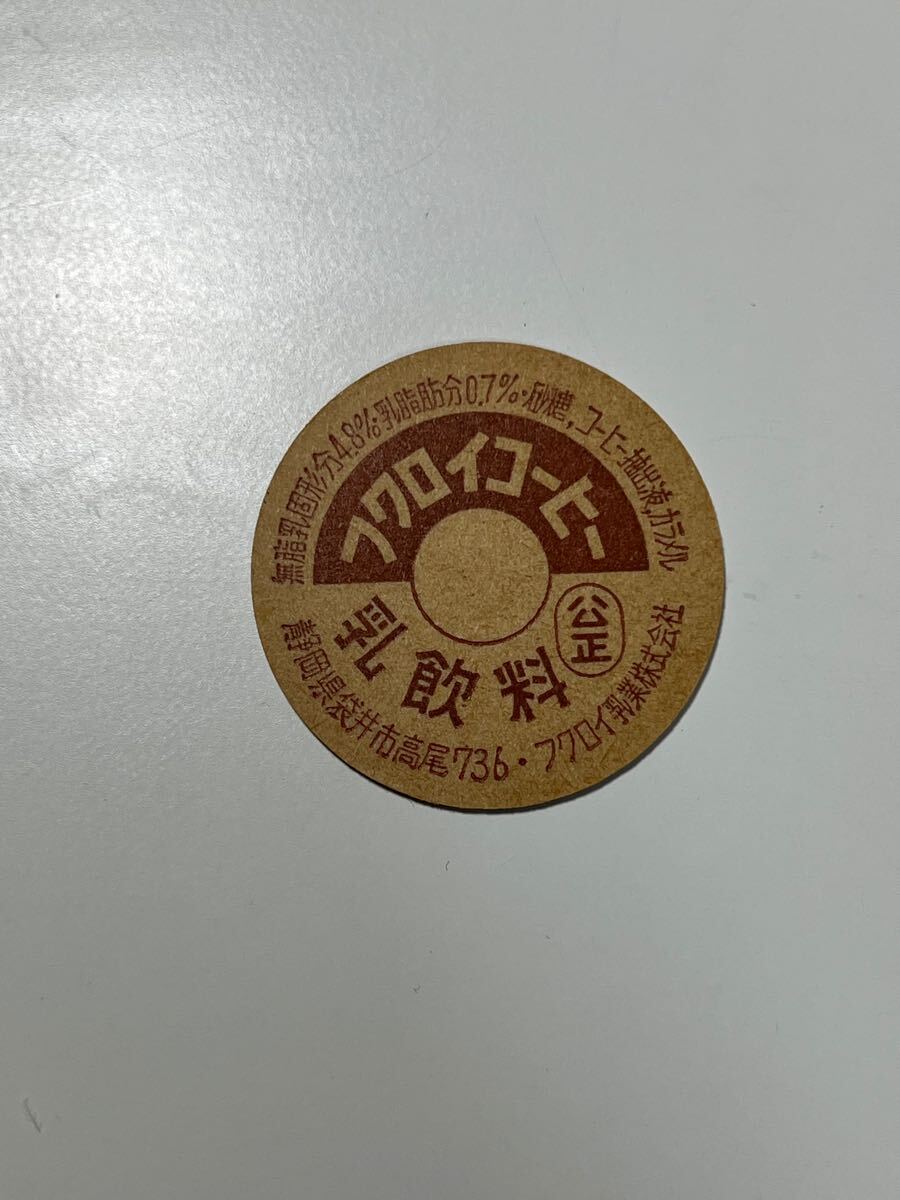 無脂乳固形分4.8%・乳脂肪分0.7%・砂糖,コーヒー抽出液,カラメル
フクロイコーヒー
乳飲料
公正
静岡県袋井市高尾736・フクロイ乳業株式会社